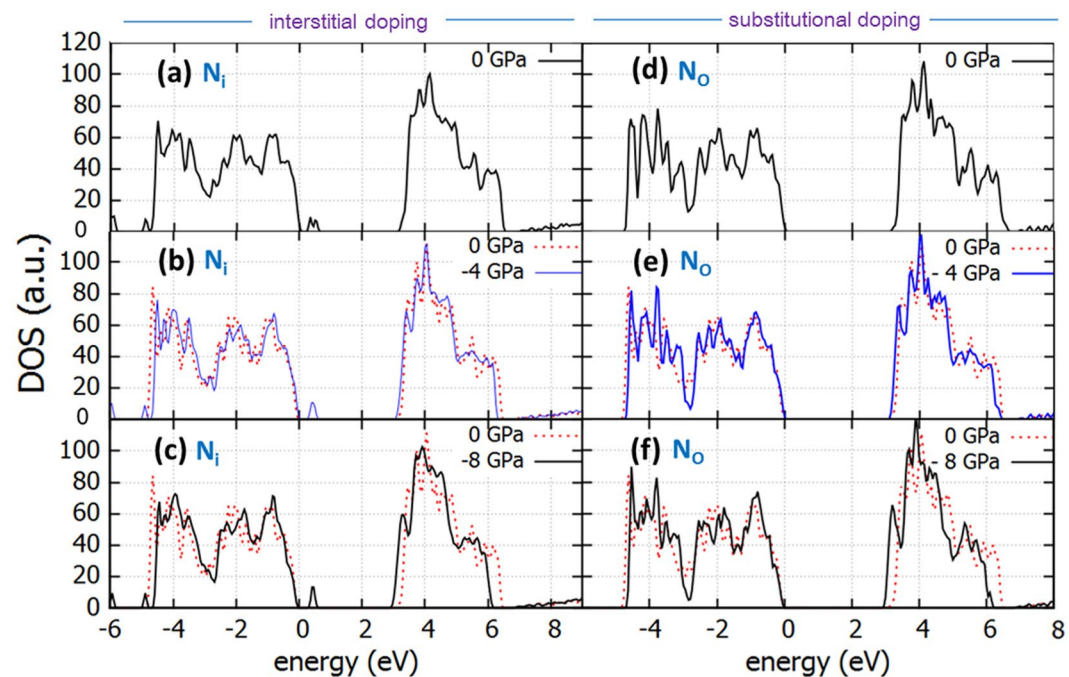 interstitial doping
substitutional doping
DOS (a.u.)
120
100
80
60
40
20
0
(a) Ni
0 GPa
(d) NO
0 GPa
100
80
60
40
20
0
(b) Ni
0 GPa
-4 GPa
(e) NO
0 GPa
- 4 GPa
100
80
60
40
20
0
(c) Ni
0 GPa
-8 GPa
(f) NO
0 GPa
- 8 GPa
-6 -4 -2 0 2 4 6
-4 -2 0 2 4 6 8
energy (eV)
energy (eV)